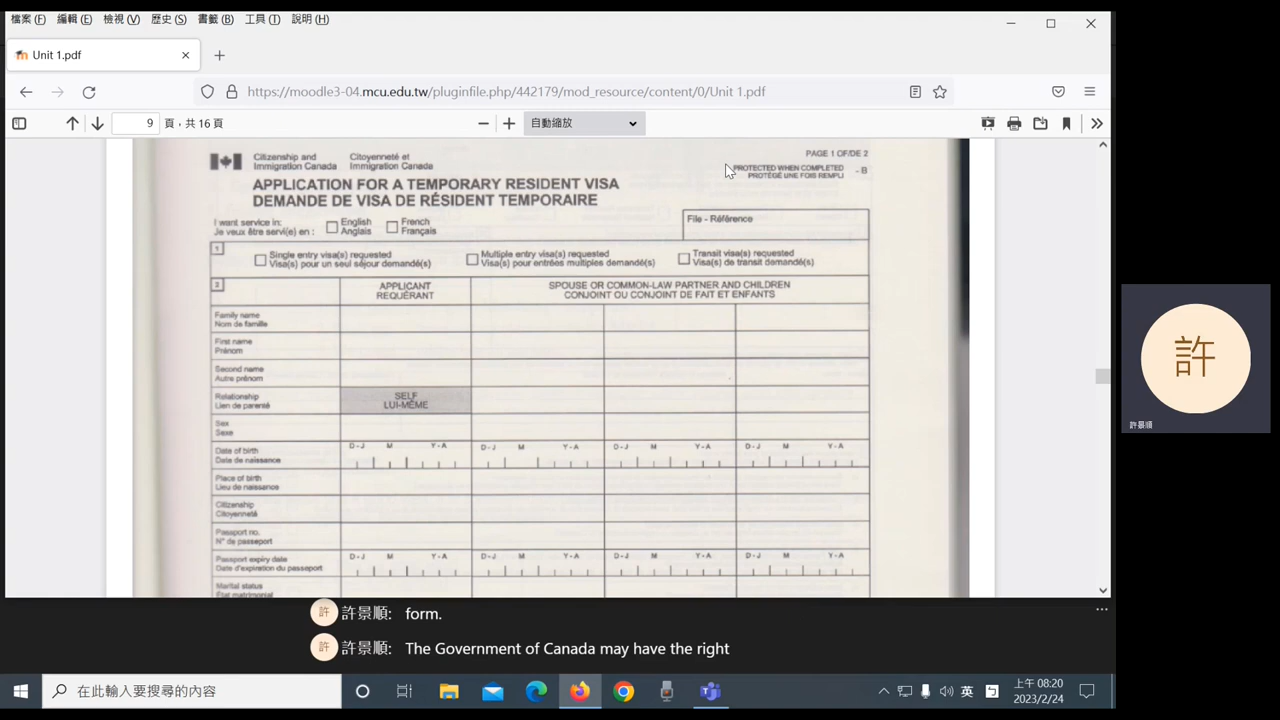 檔案 (F) 編輯 (E) 檢視 (V) 歷史 (S) 書籤 (B) 工具 (T) 說明 (H)
Unit 1.pdf
https://moodle3-04.mcu.edu.tw/pluginfile.php/442179/mod_resource/content/0/Unit 1.pdf
9 頁，共 16 頁
自動縮放
PAGE 1 OF/DE 2
Citizenship and Citoyenneté et
Immigration Canada Immigration Canada
PROTECTED WHEN COMPLETED - B
PROTÉGÉ UNE FOIS REMPLI
APPLICATION FOR A TEMPORARY RESIDENT VISA
DEMANDE DE VISA DE RÉSIDENT TEMPORAIRE
I want service in: English French
Je veux être servi(e) en : Anglais Français
File - Référence
1
Single entry visa(s) requested Multiple entry visa(s) requested Transit visa(s) requested
Visa(s) pour un seul séjour demandé(s) Visa(s) pour entrées multiples demandé(s) Visa(s) de transit demandé(s)
2
APPLICANT SPOUSE OR COMMON-LAW PARTNER AND CHILDREN
REQUÉRANT CONJOINT OU CONJOINT DE FAIT ET ENFANTS
Family name
Nom de famille
First name
Prénom
Second name
Autre prénom
Relationship SELF
Lien de parenté LUI-MÊME
Sex
Sexe
Date of birth D - J M Y - A D - J M Y - A D - J M Y - A D - J M Y - A
Date de naissance
Place of birth
Lieu de naissance
Citizenship
Citoyenneté
Passport no.
N° de passeport
Passport expiry date D - J M Y - A D - J M Y - A D - J M Y - A D - J M Y - A
Date d'expiration du passeport
Marital status
État matrimonial
許
許景順
許 許景順: form.
許 許景順: The Government of Canada may have the right
在此輸入要搜尋的文字
英
上午 08:20
2023/2/24